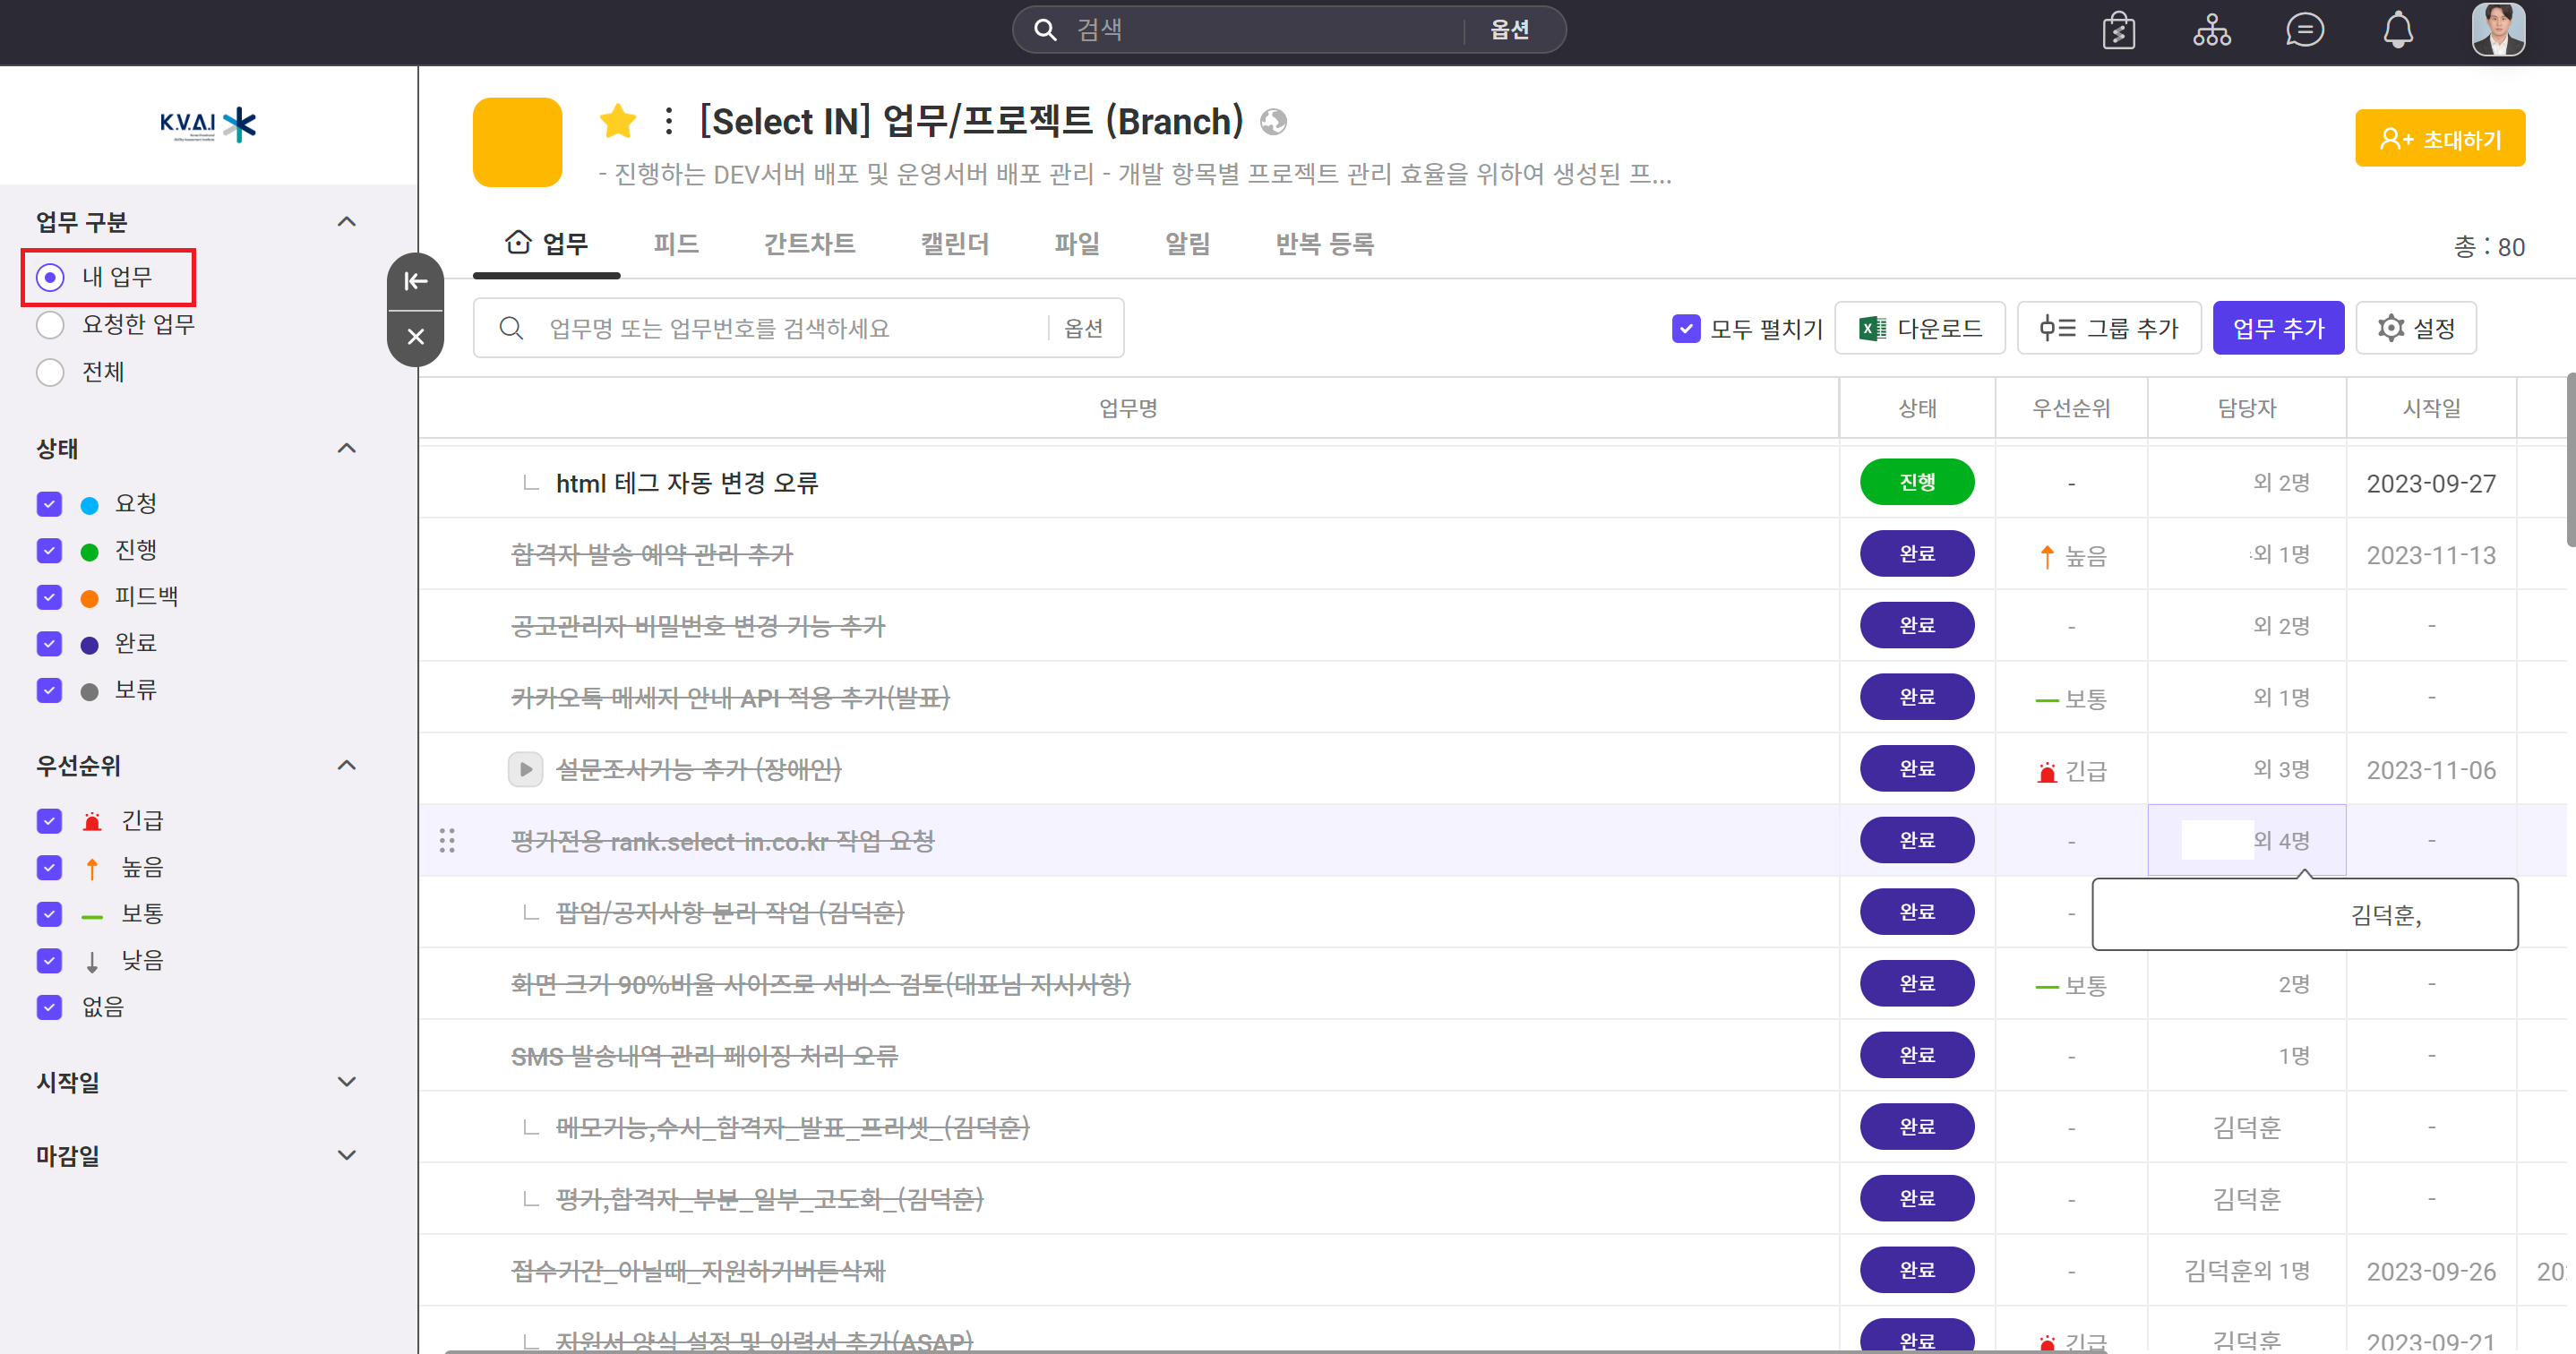 검색
옵션
K.V.A.I
업무 구분
내 업무
요청한 업무
전체
상태
요청
진행
피드백
완료
보류
우선순위
긴급
높음
보통
낮음
없음
시작일
마감일
[Select IN] 업무/프로젝트 (Branch)
- 진행하는 DEV서버 배포 및 운영서버 배포 관리 - 개발 항목별 프로젝트 관리 효율을 위하여 생성된 프...
초대하기
업무 피드 간트차트 캘린더 파일 알림 반복 등록
총 : 80
업무명 또는 업무번호를 검색하세요 옵션
모두 펼치기 다운로드 그룹 추가 업무 추가 설정
업무명 상태 우선순위 담당자 시작일
html 테그 자동 변경 오류 진행 - 외 2명 2023-09-27
합격자 발송 예약 관리 추가 완료 높음 외 1명 2023-11-13
공고관리자 비밀번호 변경 기능 추가 완료 - 외 2명 -
카카오톡 메세지 안내 API 적용 추가(발표) 완료 보통 외 1명 -
설문조사기능 추가 (장애인) 완료 긴급 외 3명 2023-11-06
평가전용 rank.select-in.co.kr 작업 요청 완료 - 외 4명 -
팝업/공지사항 분리 작업 (김덕훈) 완료 -
김덕훈,
화면 크기 90%비율 사이즈로 서비스 검토(대표님 지시사항) 완료 보통 2명 -
SMS 발송내역 관리 페이징 처리 오류 완료 - 1명 -
메모기능,수시_합격자_발표_프리셋_(김덕훈) 완료 - 김덕훈 -
평가,합격자_부분_일부_고도화_(김덕훈) 완료 - 김덕훈 -
접수기간_아닐때_지원하기버튼삭제 완료 - 김덕훈외 1명 2023-09-26 20
지원서 양식 설정 및 이력서 추가(ASAP) 완료 긴급 김덕훈 2023-09-21